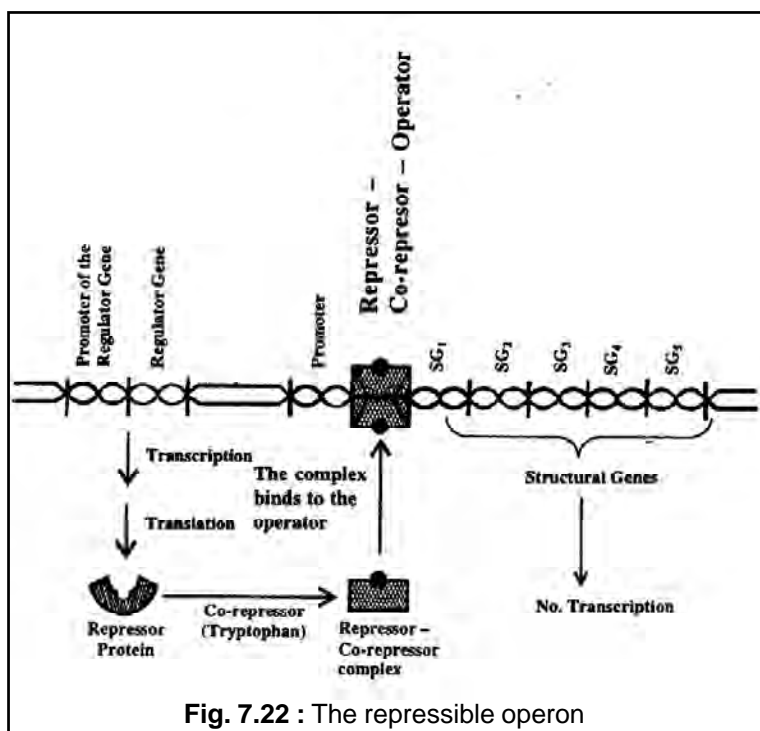 Repressor –
Co-represor – Operator
Promoter of the
Regulator Gene
Regulator Gene
Promoter
SG1
SG2
SG3
SG4
SG5
Transcription
Translation
The complex
binds to the
operator
Structural Genes
Repressor
Protein
Co-repressor
(Tryptophan)
Repressor –
Co-repressor
complex
No. Transcription
Fig. 7.22 : The repressible operon